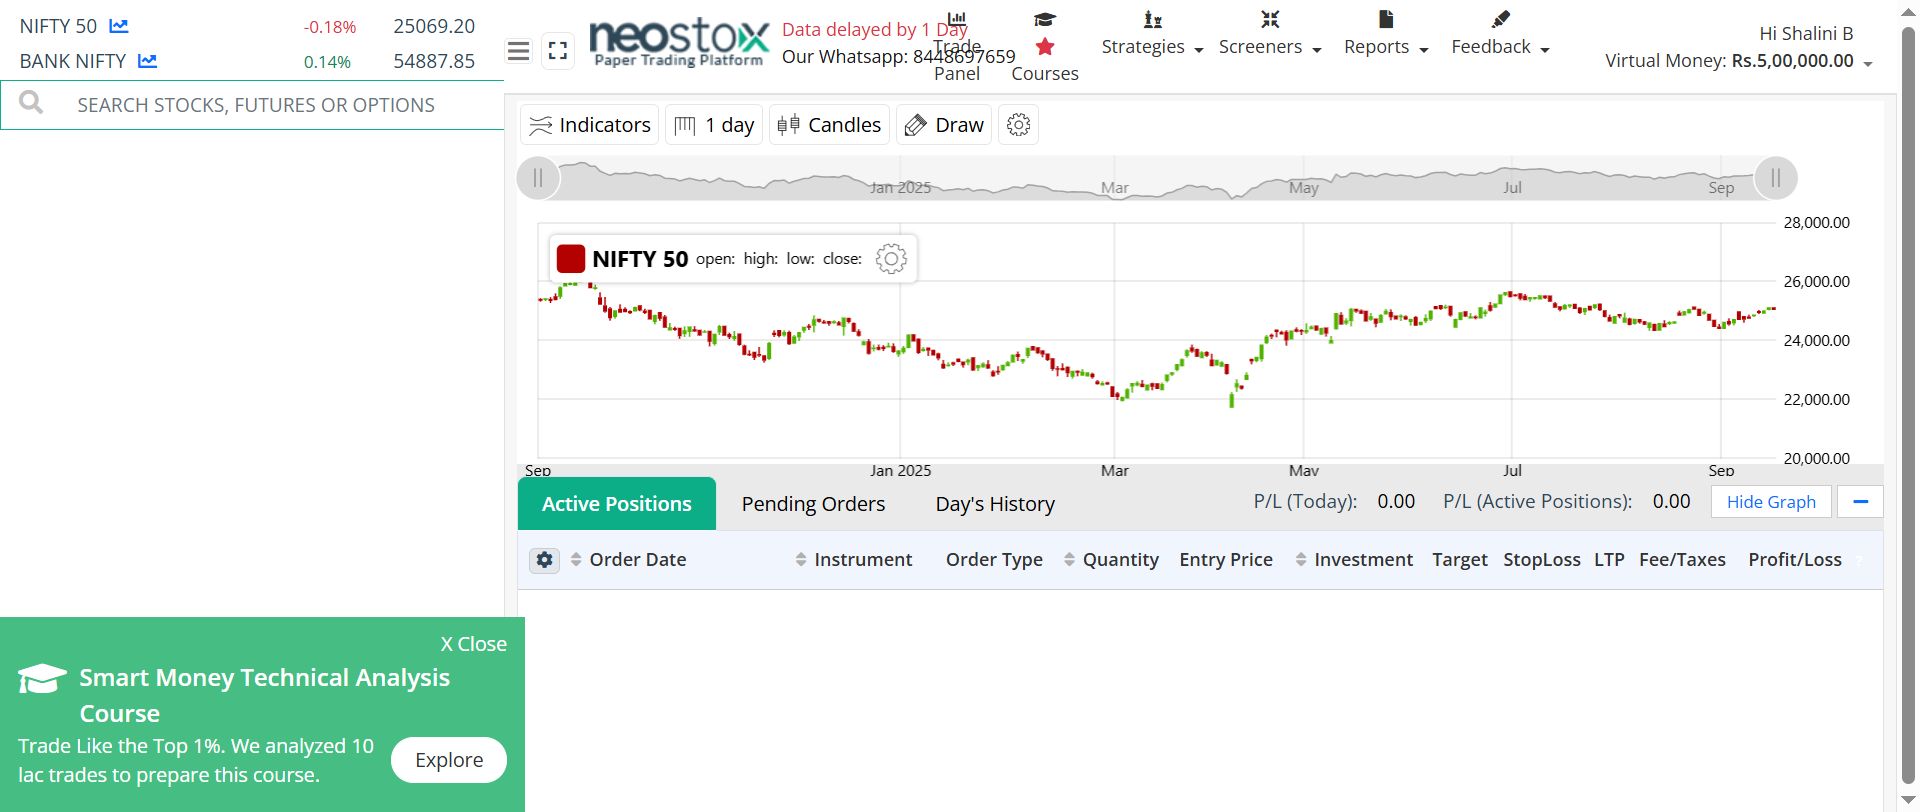 NIFTY 50 -0.18% 25069.20
BANK NIFTY 0.14% 54887.85
SEARCH STOCKS, FUTURES OR OPTIONS
neostox
Paper Trading Platform
Data delayed by 1 Day
Our Whatsapp: 8448697659
Trade
Panel
Courses
Strategies
Screeners
Reports
Feedback
Hi Shalini B
Virtual Money: Rs.5,00,000.00
Indicators
1 day
Candles
Draw
Jan 2025 Mar May Jul Sep
NIFTY 50 open: high: low: close:
28,000.00
26,000.00
24,000.00
22,000.00
20,000.00
Sep Jan 2025 Mar May Jul Sep
Active Positions
Pending Orders
Day's History
P/L (Today): 0.00
P/L (Active Positions): 0.00
Hide Graph
Order Date Instrument Order Type Quantity Entry Price Investment Target StopLoss LTP Fee/Taxes Profit/Loss
X Close
Smart Money Technical Analysis
Course
Trade Like the Top 1%. We analyzed 10
lac trades to prepare this course.
Explore